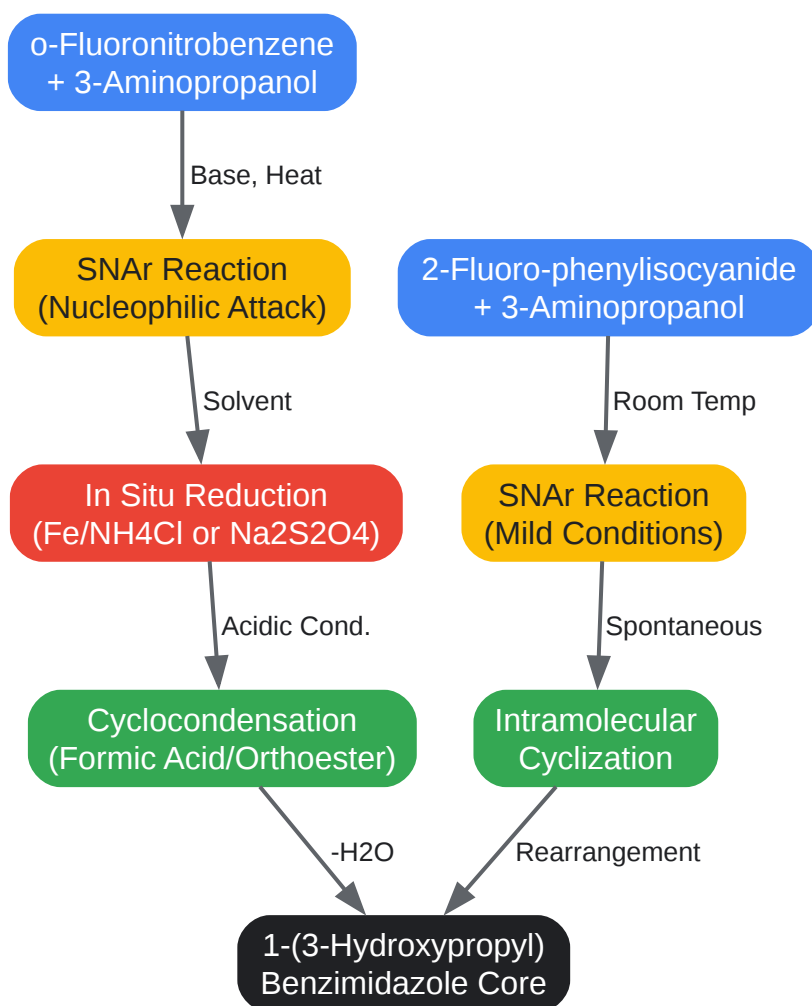 o-Fluoronitrobenzene
+ 3-Aminopropanol
Base, Heat
SNAr Reaction
(Nucleophilic Attack)
2-Fluoro-phenylisocyanide
+ 3-Aminopropanol
Solvent
Room Temp
In Situ Reduction
(Fe/NH4Cl or Na2S2O4)
SNAr Reaction
(Mild Conditions)
Acidic Cond.
Spontaneous
Cyclocondensation
(Formic Acid/Orthoester)
Intramolecular
Cyclization
-H2O
Rearrangement
1-(3-Hydroxypropyl)
Benzimidazole Core